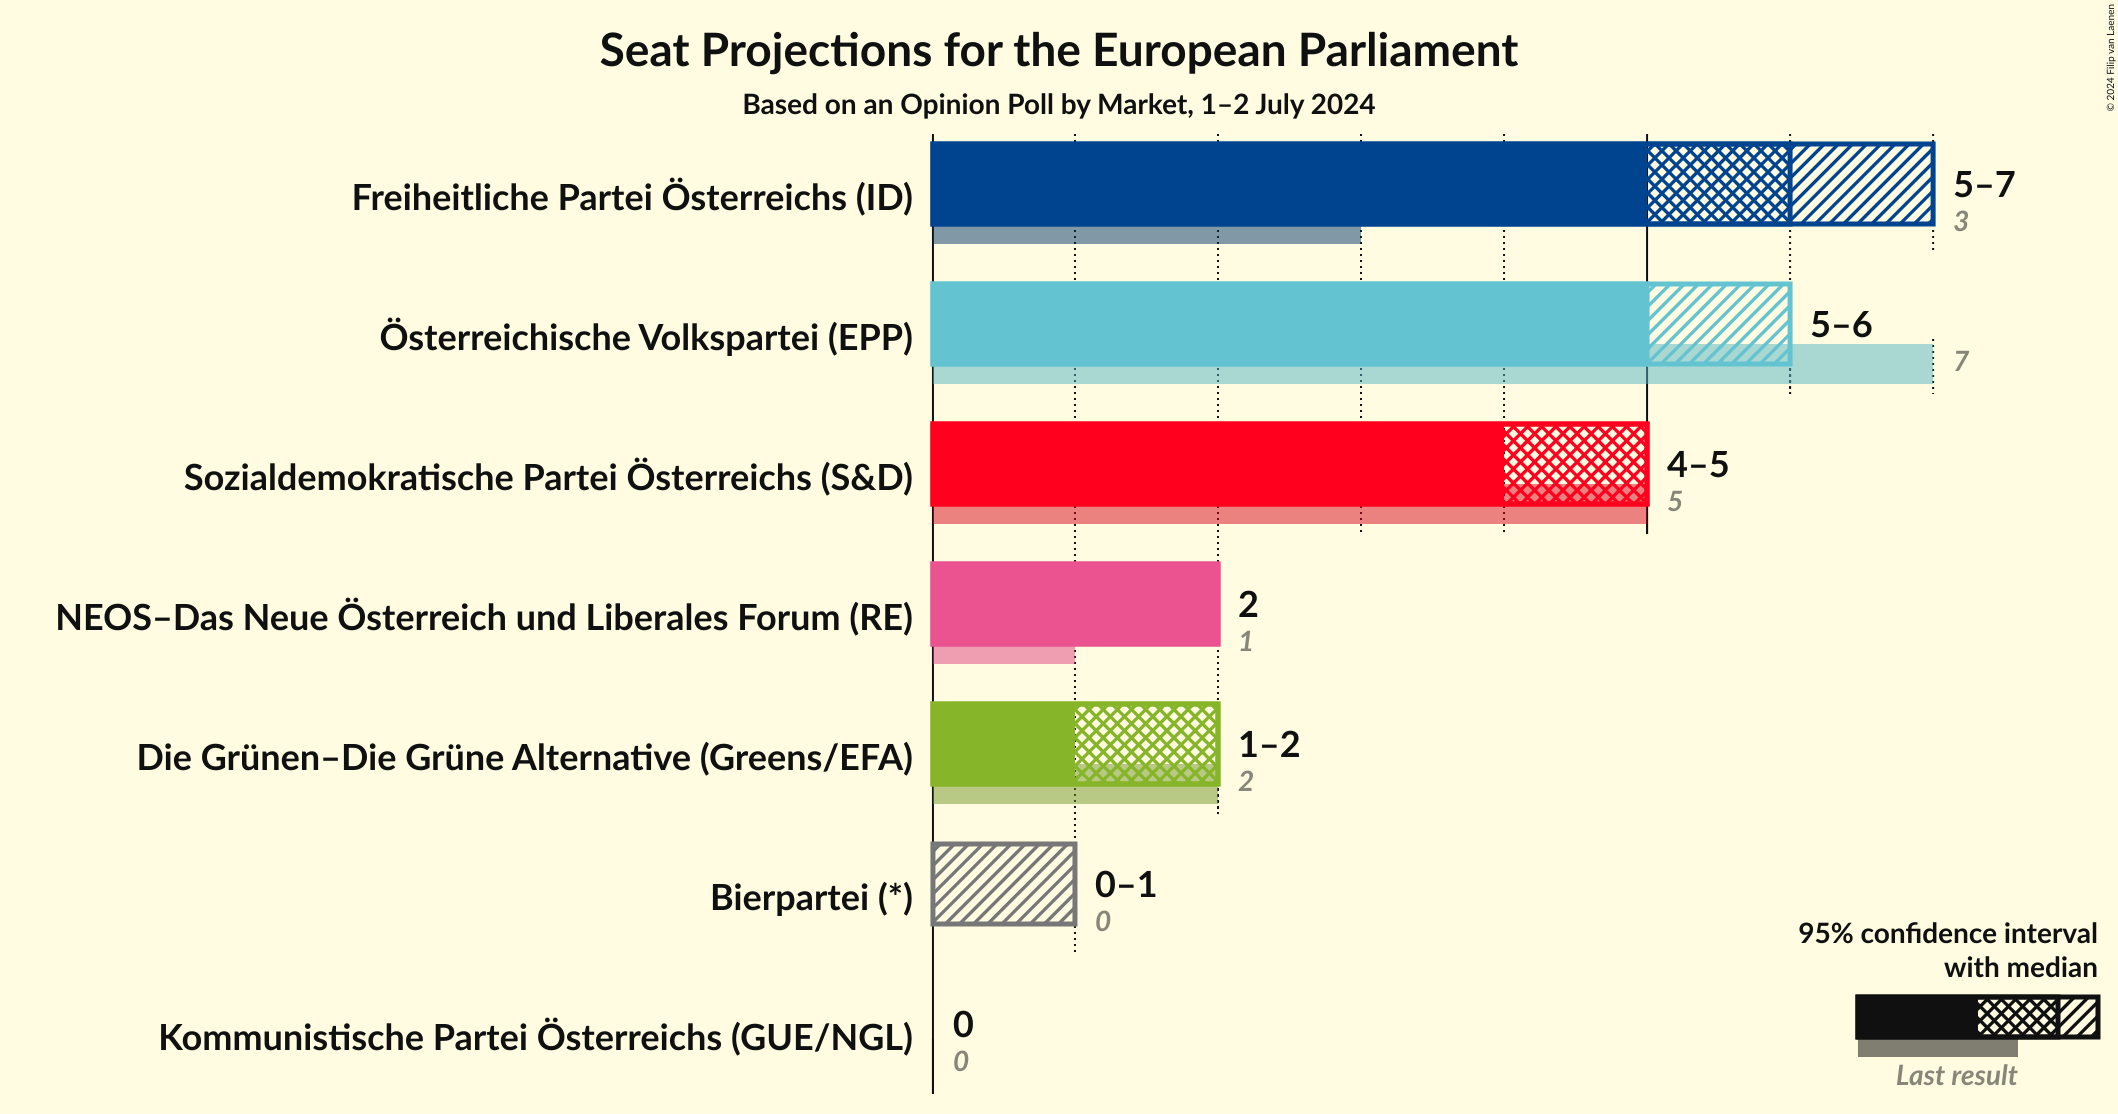 Seat Projections for the European Parliament
Based on an Opinion Poll by Market, 1–2 July 2024
© 2024 Filip van Laenen
Freiheitliche Partei Österreichs (ID)
5–7
3
Österreichische Volkspartei (EPP)
5–6
7
Sozialdemokratische Partei Österreichs (S&D)
4–5
5
NEOS–Das Neue Österreich und Liberales Forum (RE)
2
1
Die Grünen–Die Grüne Alternative (Greens/EFA)
1–2
2
Bierpartei (*)
0–1
0
Kommunistische Partei Österreichs (GUE/NGL)
0
0
95% confidence interval
with median
Last result